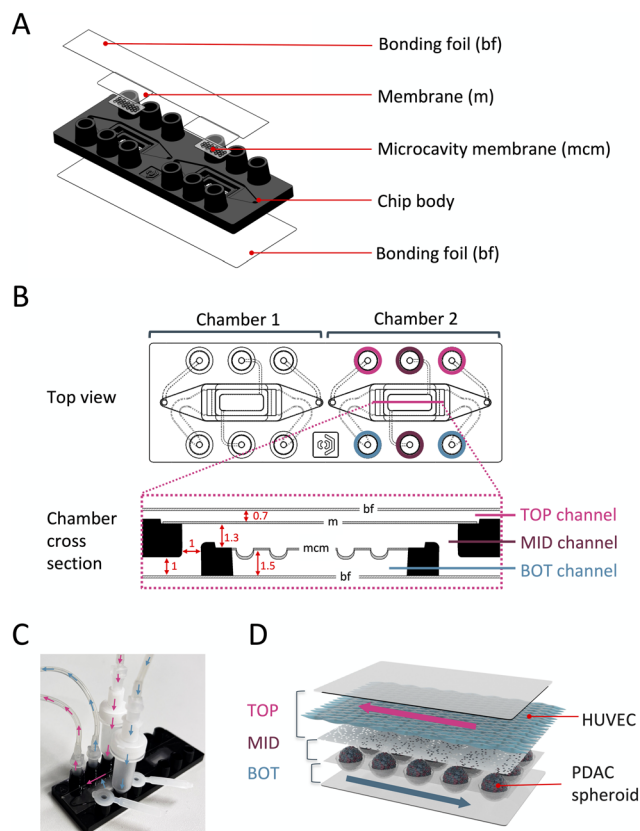 A
Bonding foil (bf)
Membrane (m)
Microcavity membrane (mcm)
Chip body
Bonding foil (bf)
B
Chamber 1
Chamber 2
Top view
Chamber
cross
section
bf
0.7
m
1.3
1
mcm
1
1.5
bf
TOP channel
MID channel
BOT channel
C
D
TOP
MID
BOT
HUVEC
PDAC
spheroid